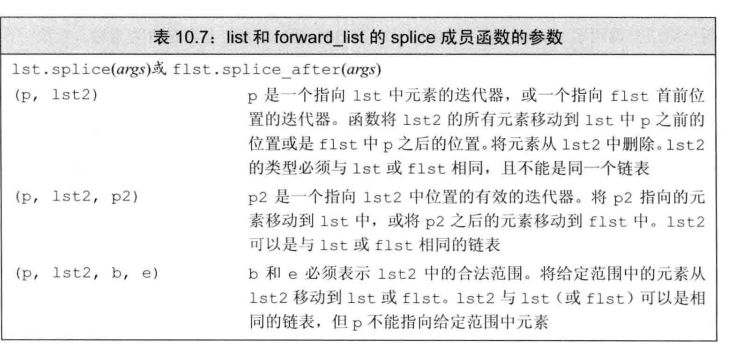 表 10.7：list 和 forward_list 的 splice 成员函数的参数
lst.splice(args)或 flst.splice_after(args)
(p, lst2) p 是一个指向 lst 中元素的迭代器，或一个指向 flst 首前位
置的迭代器。函数将 lst2 的所有元素移动到 lst 中 p 之前的
位置或是 flst 中 p 之后的位置。将元素从 lst2 中删除。lst2
的类型必须与 lst 或 flst 相同，且不能是同一个链表
(p, lst2, p2) p2 是一个指向 lst2 中位置的有效的迭代器。将 p2 指向的元
素移动到 lst 中，或将 p2 之后的元素移动到 flst 中。lst2
可以是与 lst 或 flst 相同的链表
(p, lst2, b, e) b 和 e 必须表示 lst2 中的合法范围。将给定范围中的元素从
lst2 移动到 lst 或 flst。lst2 与 lst（或 flst）可以是相
同的链表，但 p 不能指向给定范围中元素